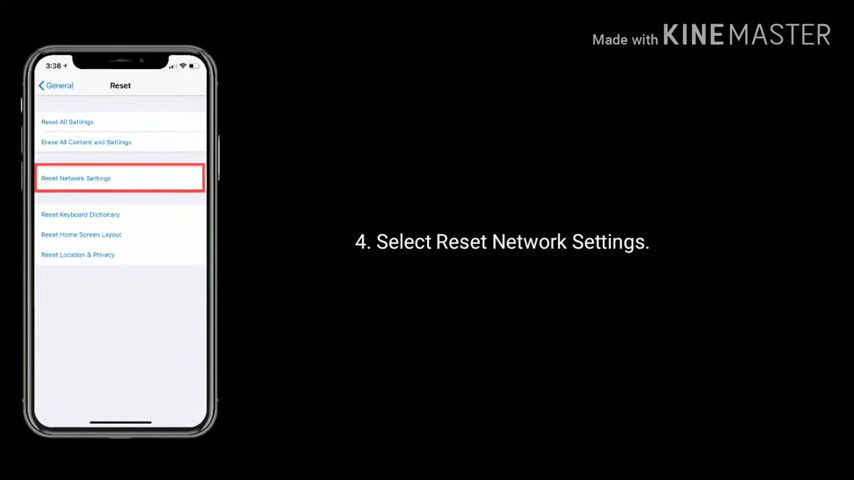 Made with KINEMASTER
3:36
General
Reset
Reset All Settings
Erase All Content and Settings
Reset Network Settings
Reset Keyboard Dictionary
Reset Home Screen Layout
Reset Location & Privacy
4. Select Reset Network Settings.